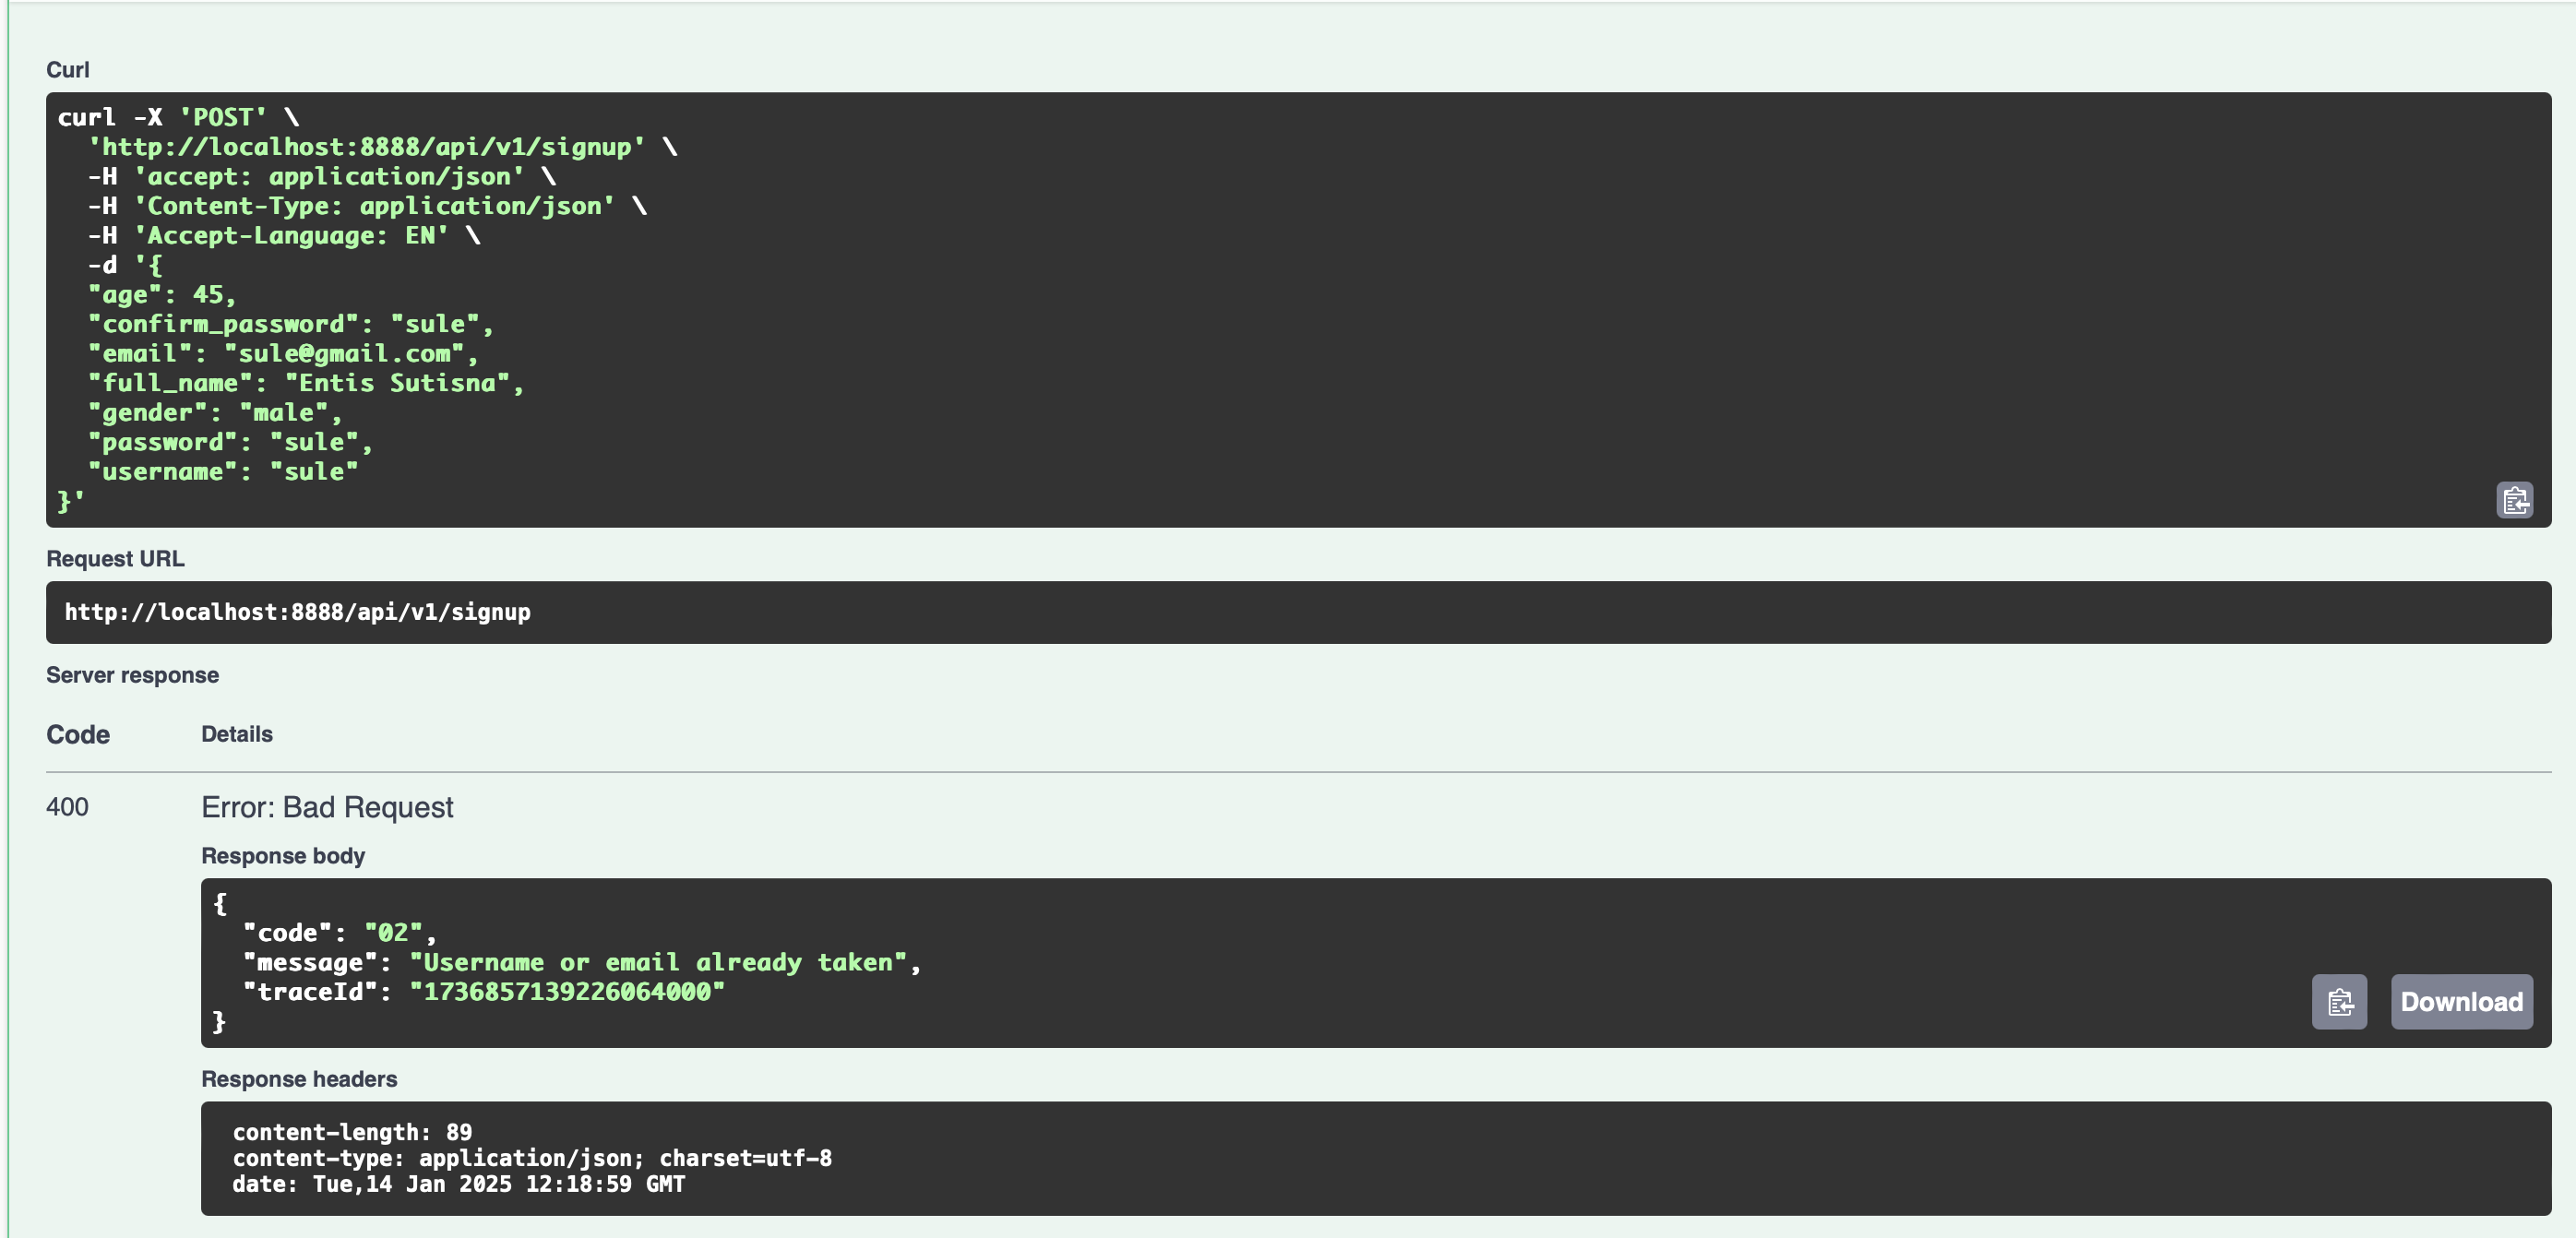 Curl
curl -X 'POST' \
  'http://localhost:8888/api/v1/signup' \
  -H 'accept: application/json' \
  -H 'Content-Type: application/json' \
  -H 'Accept-Language: EN' \
  -d '{
  "age": 45,
  "confirm_password": "sule",
  "email": "sule@gmail.com",
  "full_name": "Entis Sutisna",
  "gender": "male",
  "password": "sule",
  "username": "sule"
}'
Request URL
http://localhost:8888/api/v1/signup
Server response
Code Details
400 Error: Bad Request
Response body
{
  "code": "02",
  "message": "Username or email already taken",
  "traceId": "1736857139226064000"
}
Download
Response headers
content-length: 89
content-type: application/json; charset=utf-8
date: Tue,14 Jan 2025 12:18:59 GMT